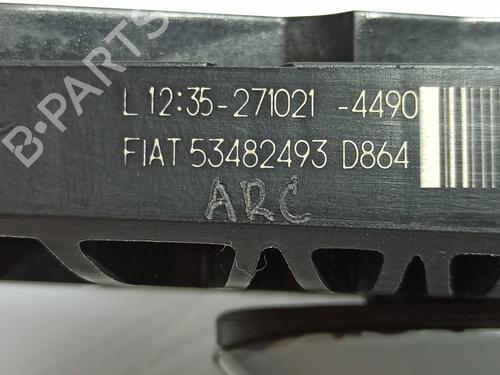 B-PARTS
L 12:35-271021 -4490
FIAT 53482493 D864
ARC